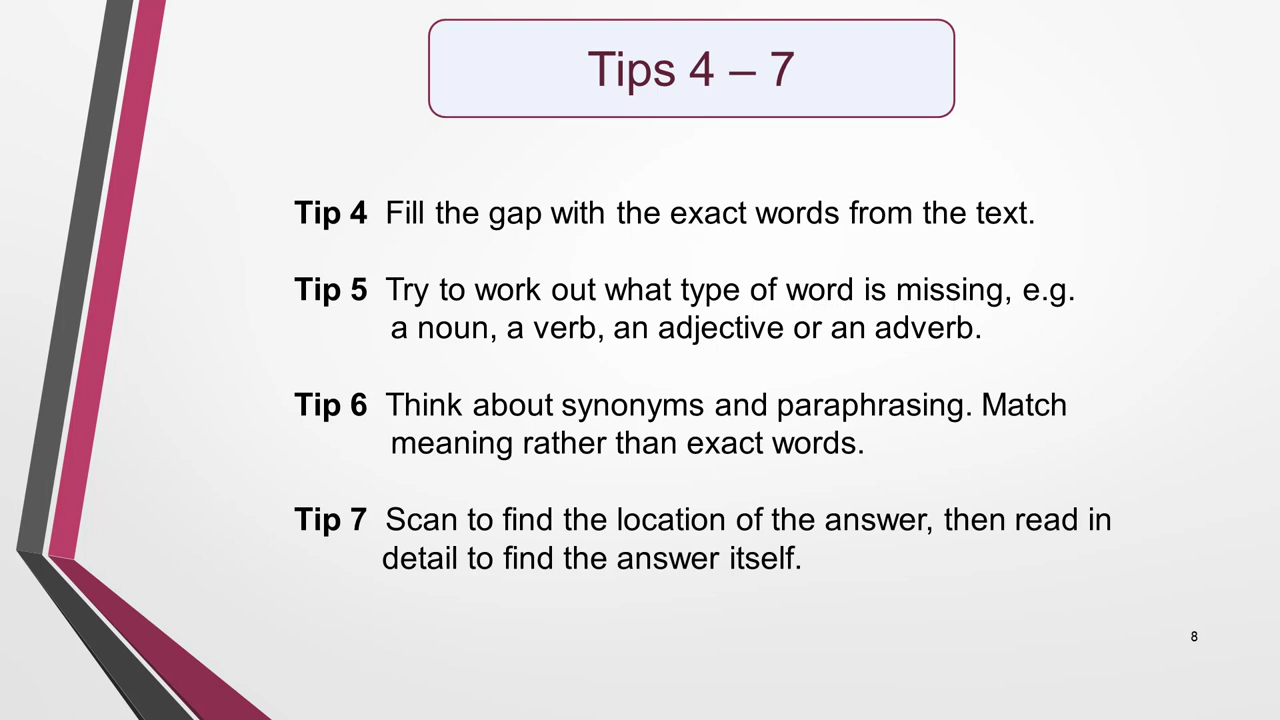 Tips 4 – 7
Tip 4 Fill the gap with the exact words from the text.
Tip 5 Try to work out what type of word is missing, e.g.
a noun, a verb, an adjective or an adverb.
Tip 6 Think about synonyms and paraphrasing. Match
meaning rather than exact words.
Tip 7 Scan to find the location of the answer, then read in
detail to find the answer itself.
8